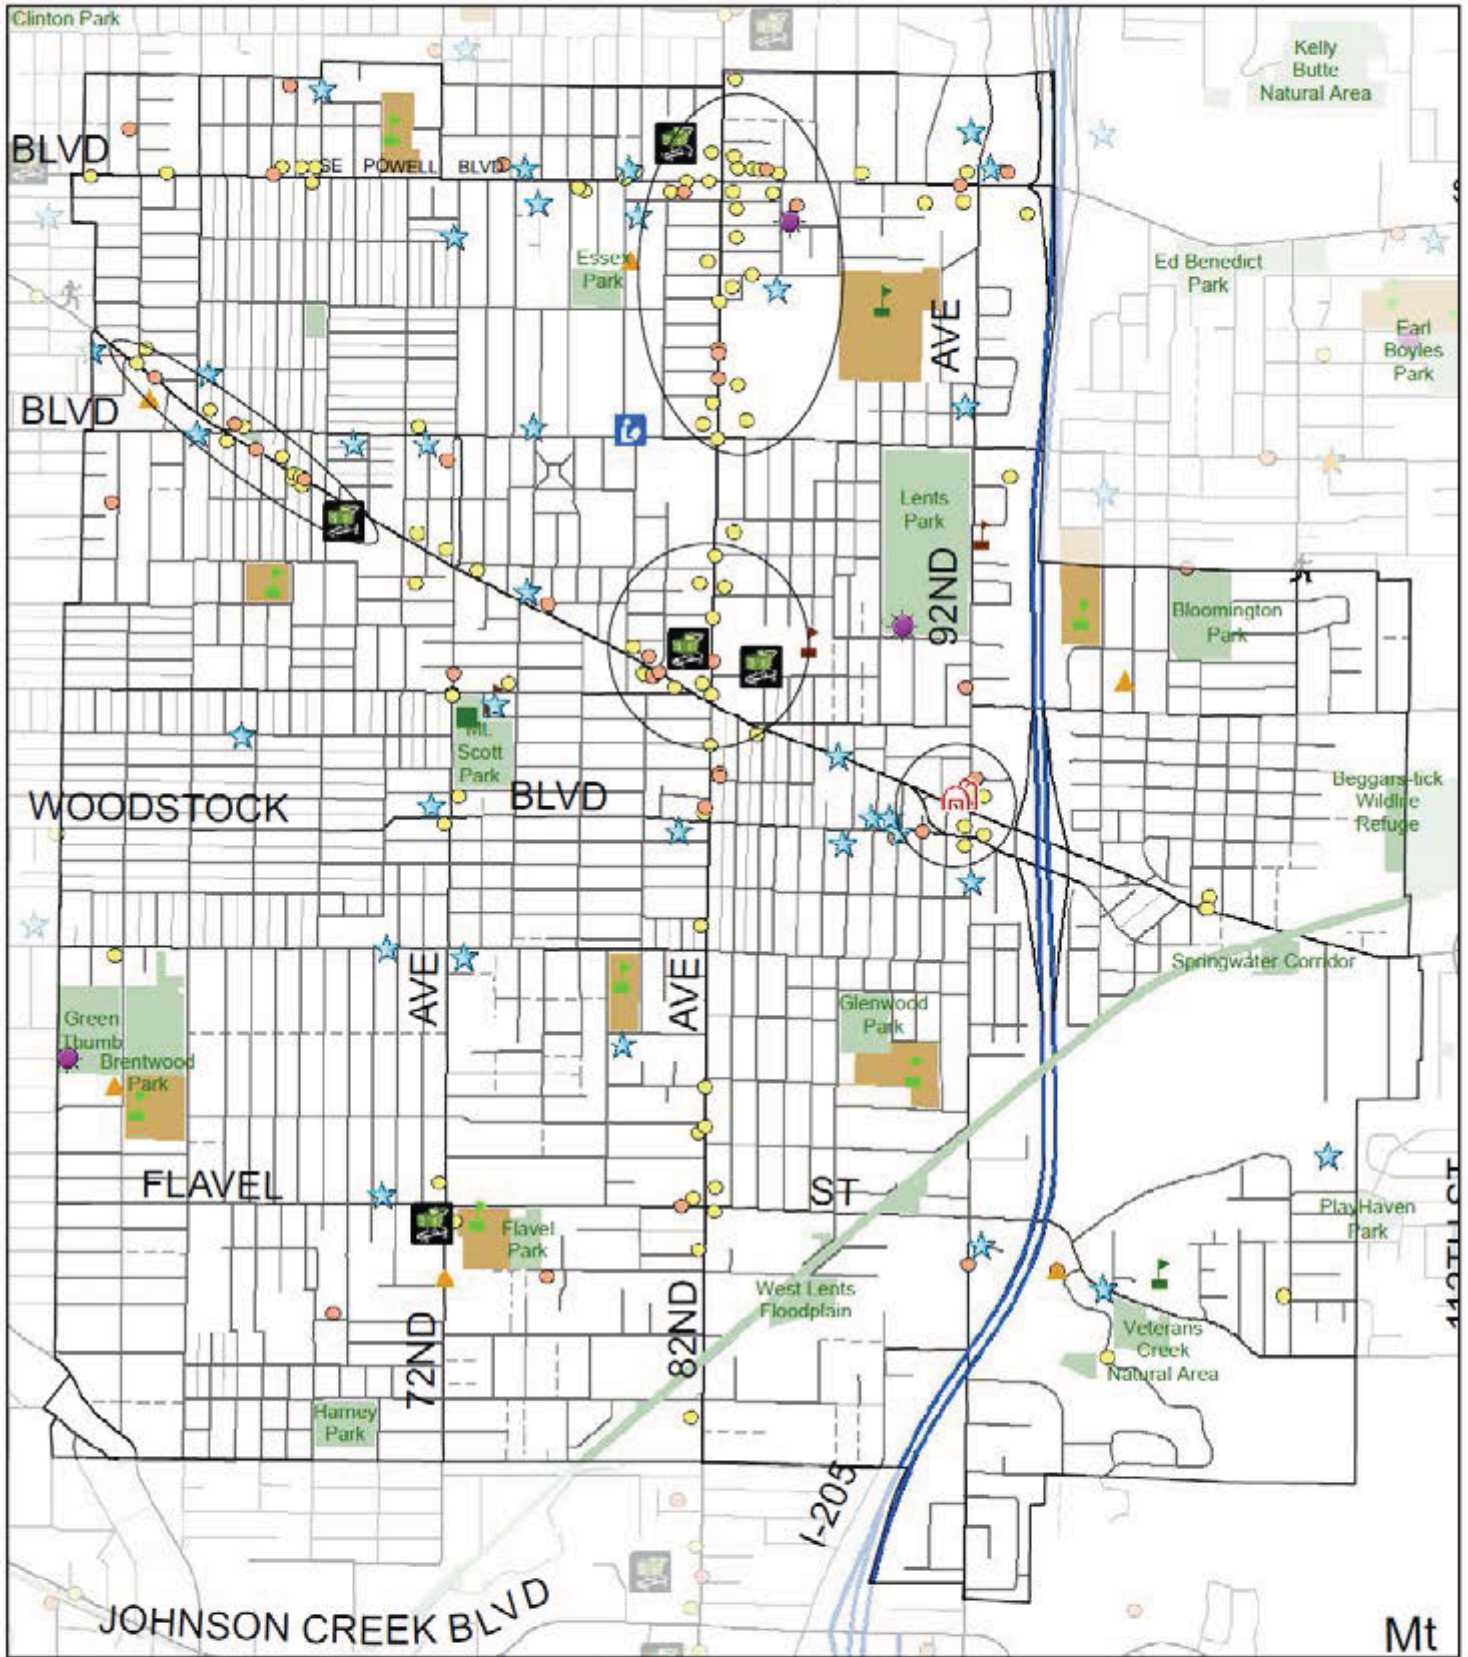 Clinton Park
Kelly
Butte
Natural Area
BLVD
SE POWELL BLVD
Essex
Park
Ed Benedict
Park
AVE
Earl
Boyles
Park
BLVD
Lents
Park
92ND
Bloomington
Park
Mt.
Scott
Park
WOODSTOCK
BLVD
Beggars-tick
Wildlife
Refuge
Springwater Corridor
AVE
AVE
Glenwood
Park
Green
Thumb
Brentwood
Park
FLAVEL
ST
PlayHaven
Park
112TH ST
Flavel
Park
West Lents
Floodplain
72ND
82ND
Veterans
Creek
Natural Area
Harney
Park
I-205
JOHNSON CREEK BLVD
Mt